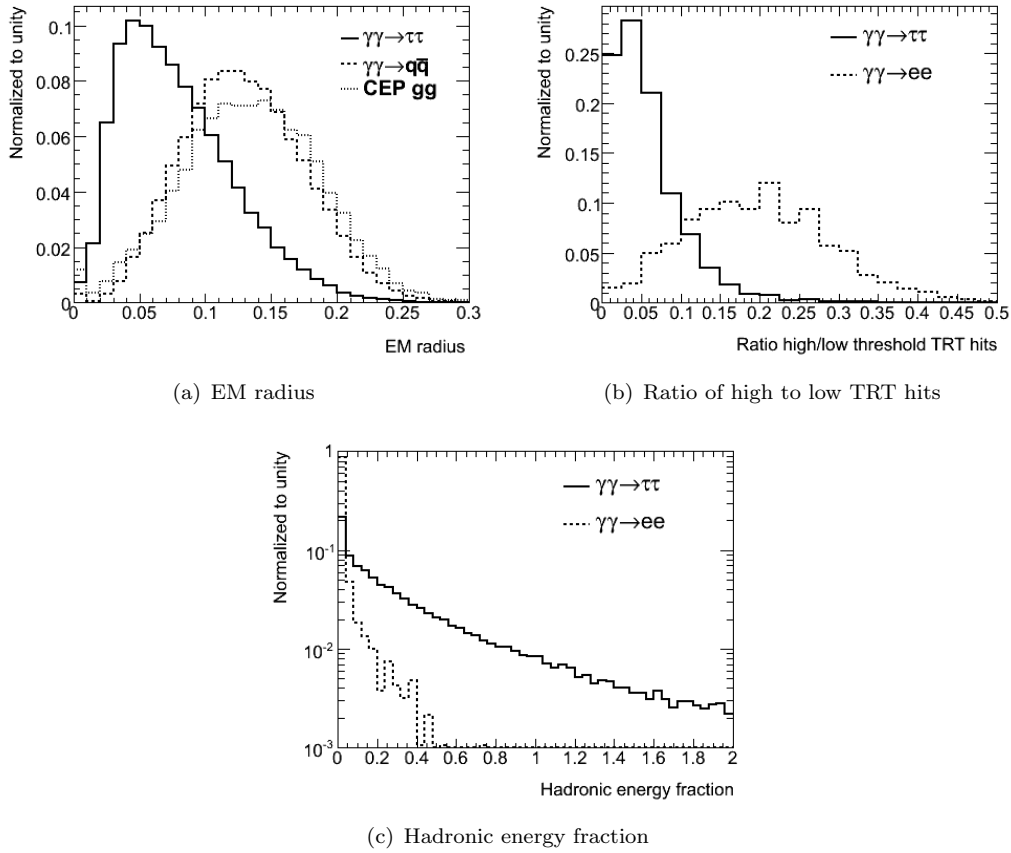 Normalized to unity
0.1
0.08
0.06
0.04
0.02
0
γγ→ττ
γγ→qq̅
CEP gg
0 0.05 0.1 0.15 0.2 0.25 0.3
EM radius
(a) EM radius
Normalized to unity
0.25
0.2
0.15
0.1
0.05
0
γγ→ττ
γγ→ee
0 0.05 0.1 0.15 0.2 0.25 0.3 0.35 0.4 0.45 0.5
Ratio high/low threshold TRT hits
(b) Ratio of high to low TRT hits
Normalized to unity
1
10⁻¹
10⁻²
10⁻³
γγ→ττ
γγ→ee
0 0.2 0.4 0.6 0.8 1 1.2 1.4 1.6 1.8 2
Hadronic energy fraction
(c) Hadronic energy fraction